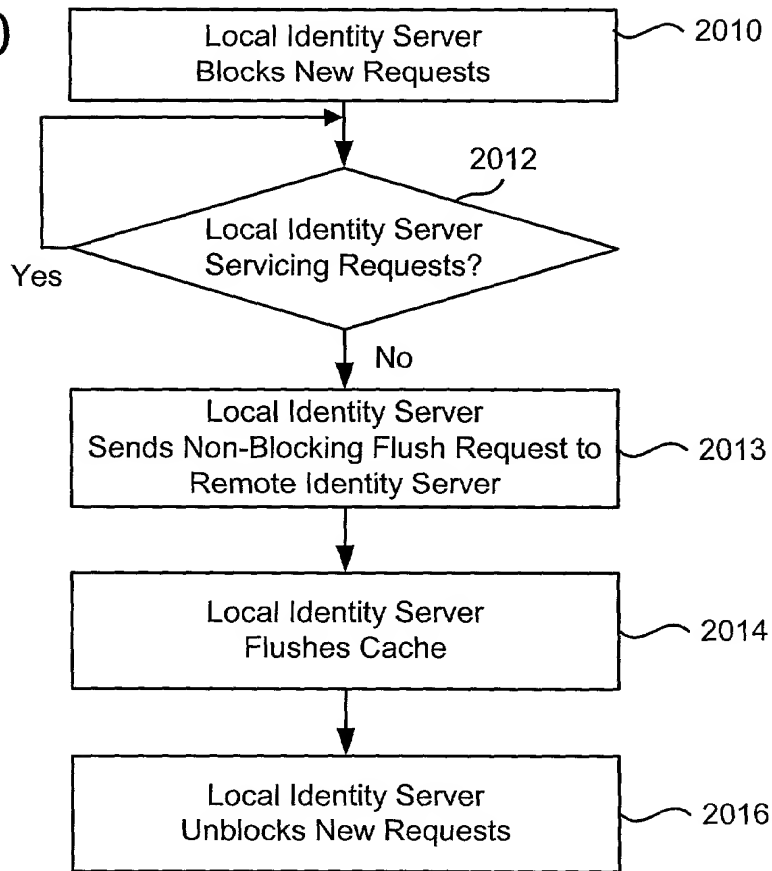 Local Identity Server
Blocks New Requests
2010
2012
Local Identity Server
Servicing Requests?
Yes
No
Local Identity Server
Sends Non-Blocking Flush Request to
Remote Identity Server
2013
Local Identity Server
Flushes Cache
2014
Local Identity Server
Unblocks New Requests
2016